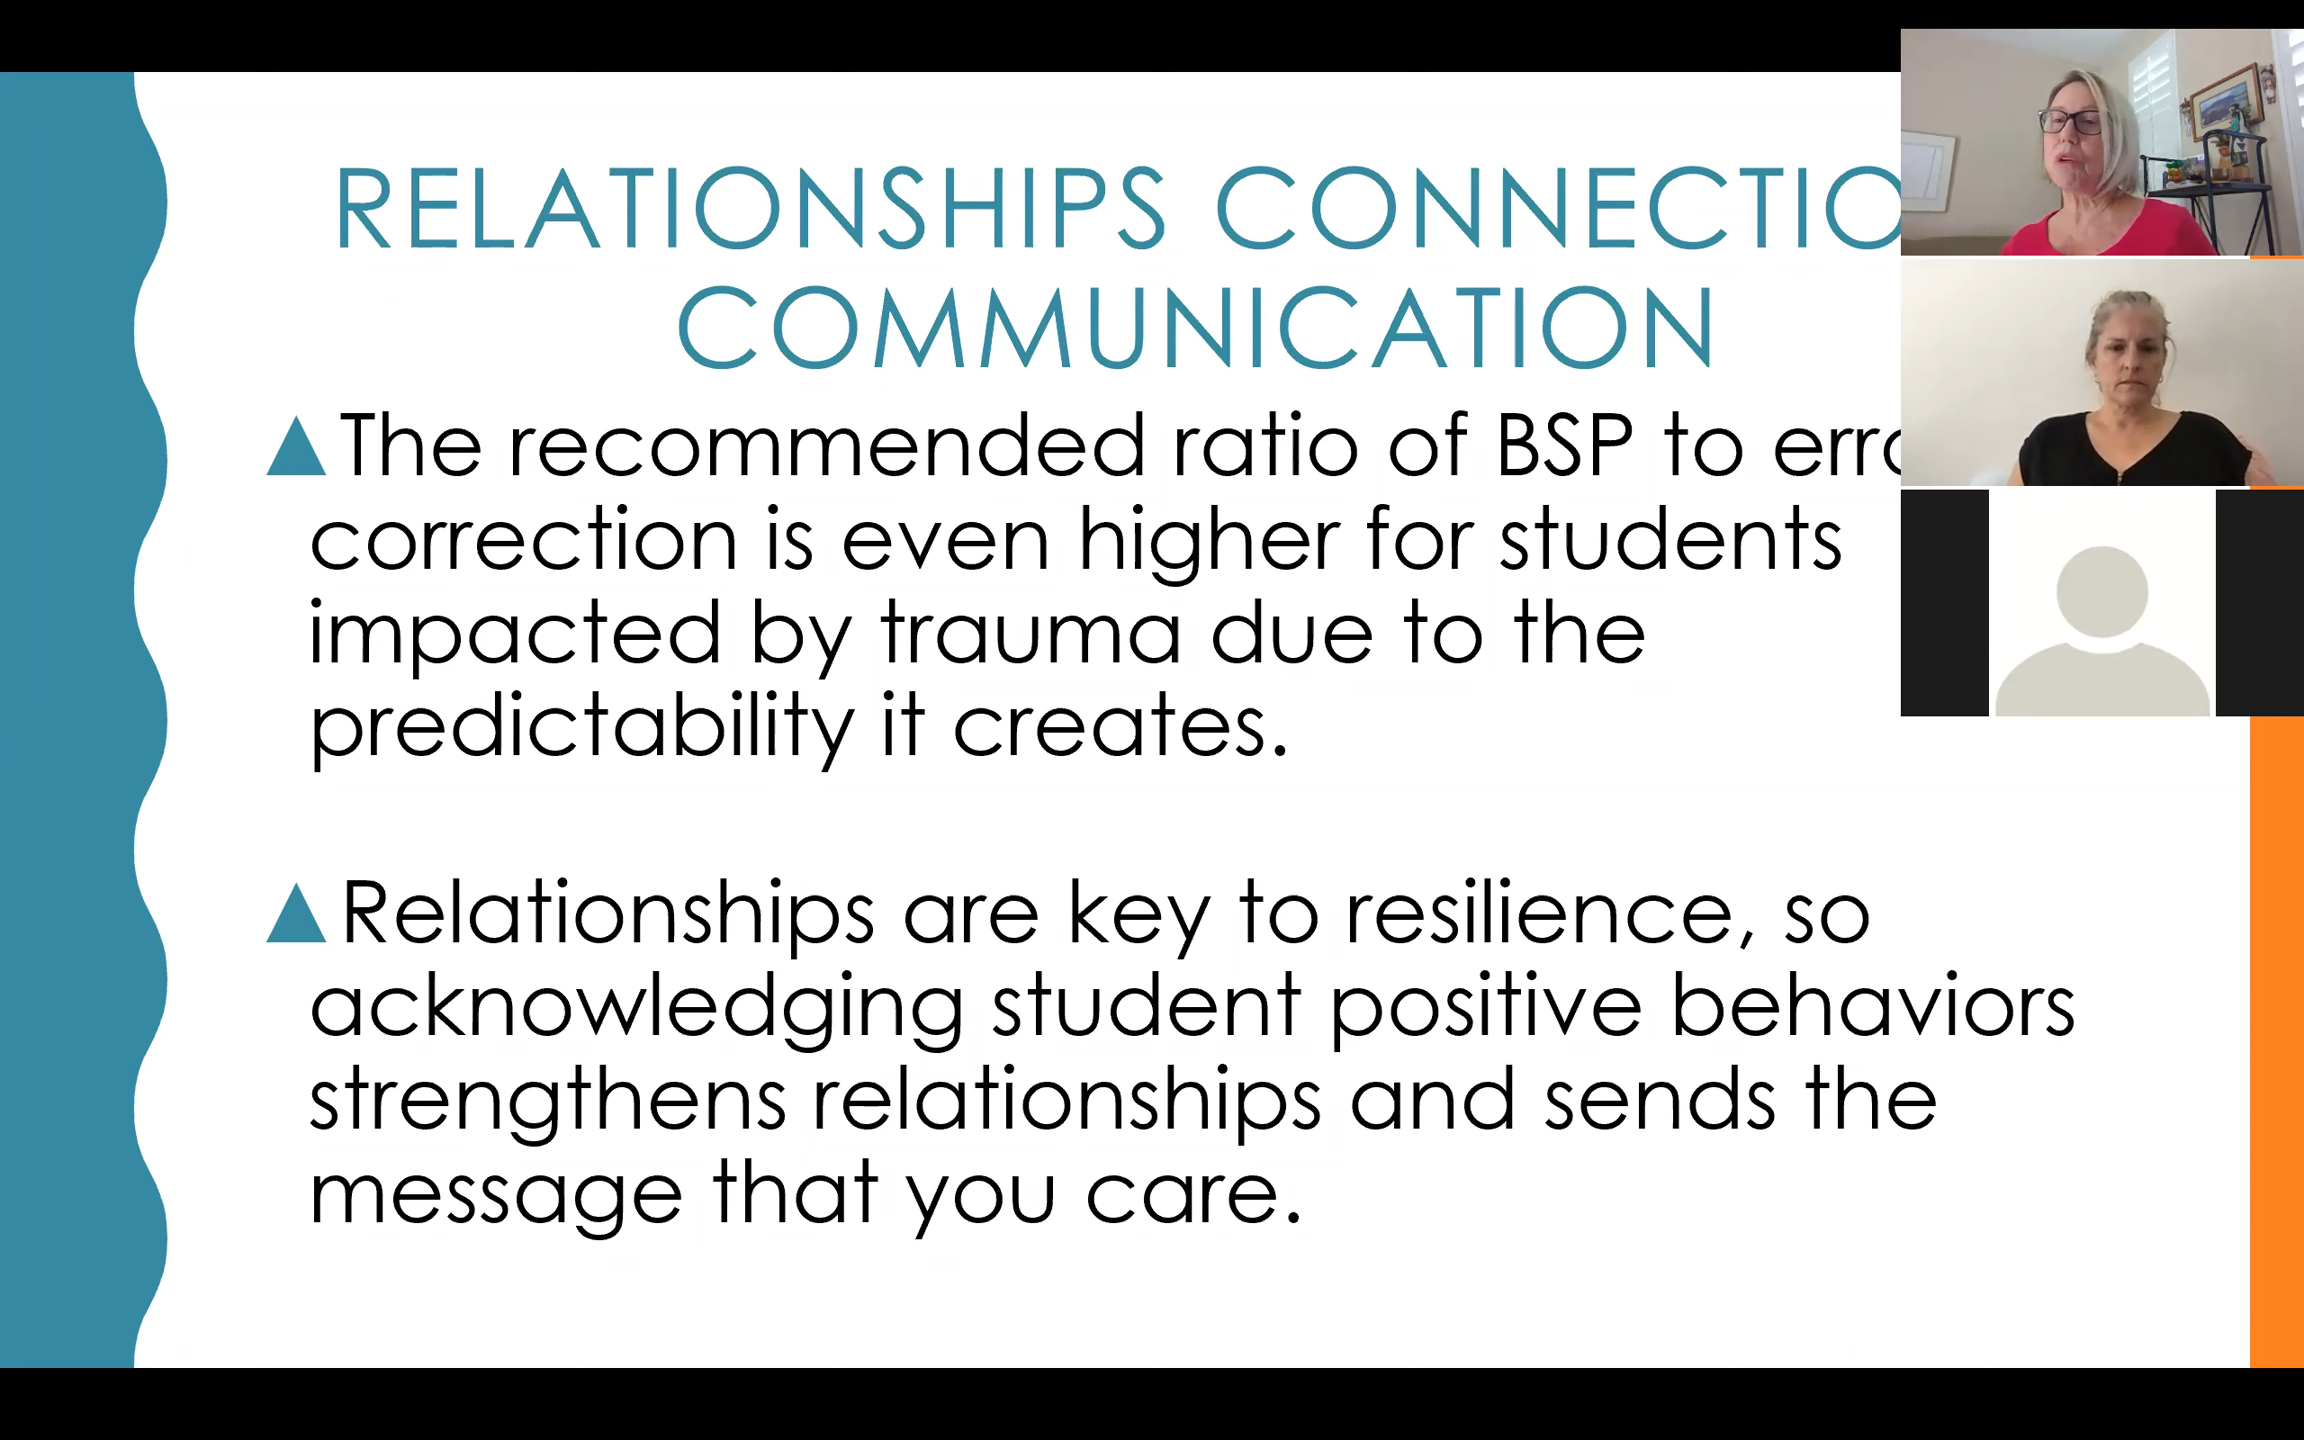 RELATIONSHIPS CONNECTIO
COMMUNICATION
The recommended ratio of BSP to erro
correction is even higher for students
impacted by trauma due to the
predictability it creates.
Relationships are key to resilience, so
acknowledging student positive behaviors
strengthens relationships and sends the
message that you care.